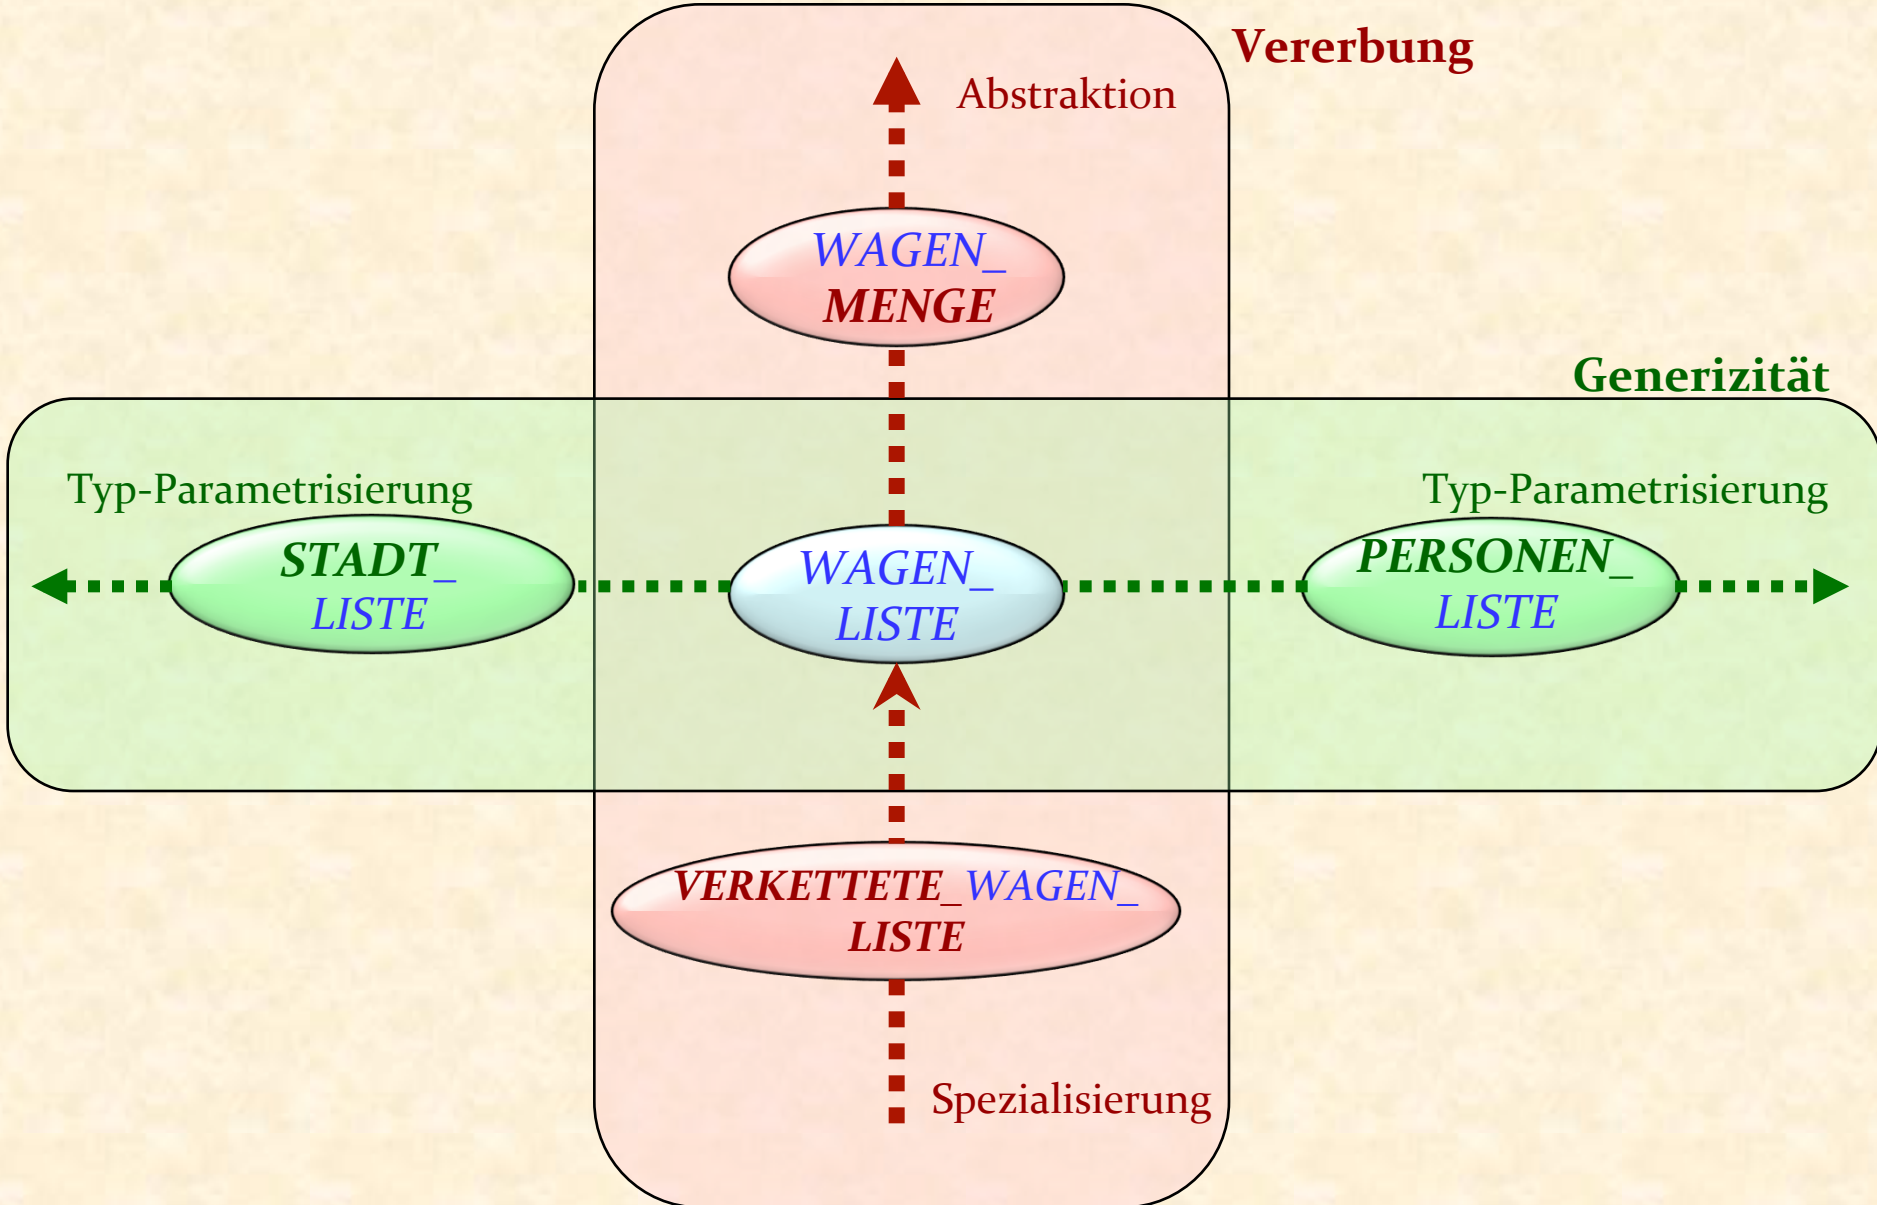 Vererbung
Abstraktion
WAGEN_
MENGE
Generizität
Typ-Parametrisierung
Typ-Parametrisierung
STADT_
LISTE
WAGEN_
LISTE
PERSONEN_
LISTE
VERKETTETE_WAGEN_
LISTE
Spezialisierung